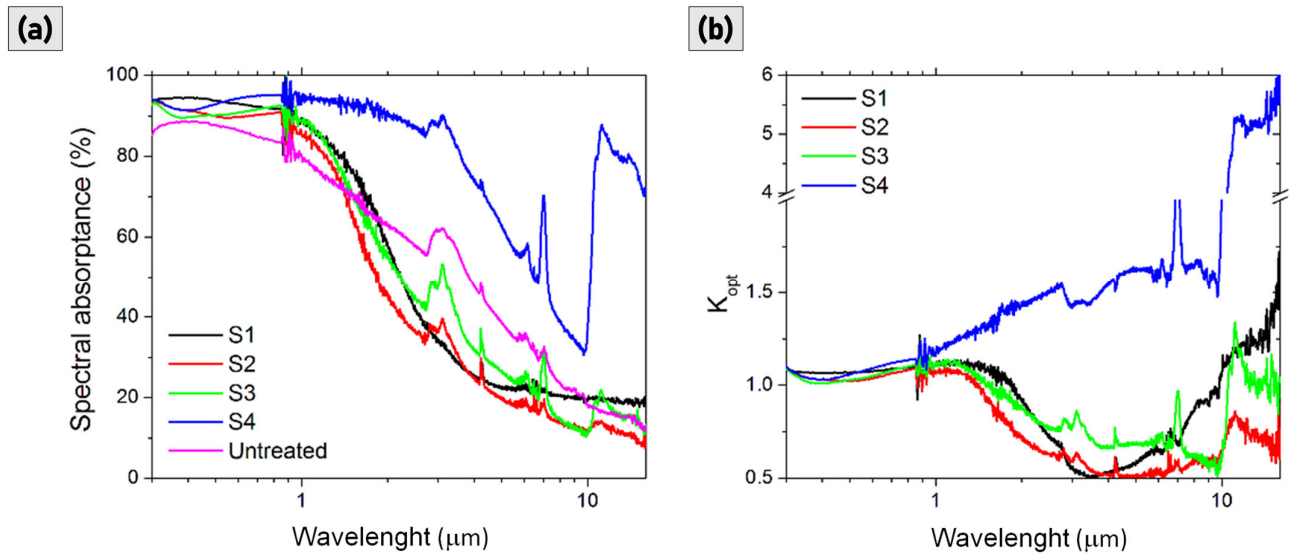 (a)
(b)
Spectral absorptance (%)
100
80
60
40
20
0
S1
S2
S3
S4
Untreated
1
10
Wavelenght (μm)
K_opt
6
5
4
1.5
1.0
0.5
S1
S2
S3
S4
1
10
Wavelenght (μm)